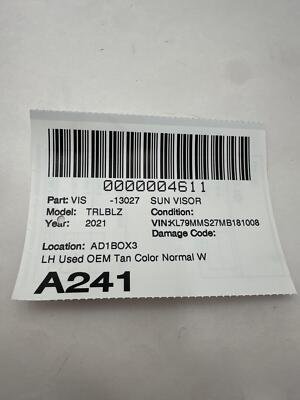 0000004611
Part: VIS -13027 SUN VISOR
Model: TRLBLZ Condition:
Year: 2021 VIN:KL79MMS27MB181008
Damage Code:
Location: AD1BOX3
LH Used OEM Tan Color Normal W
A241